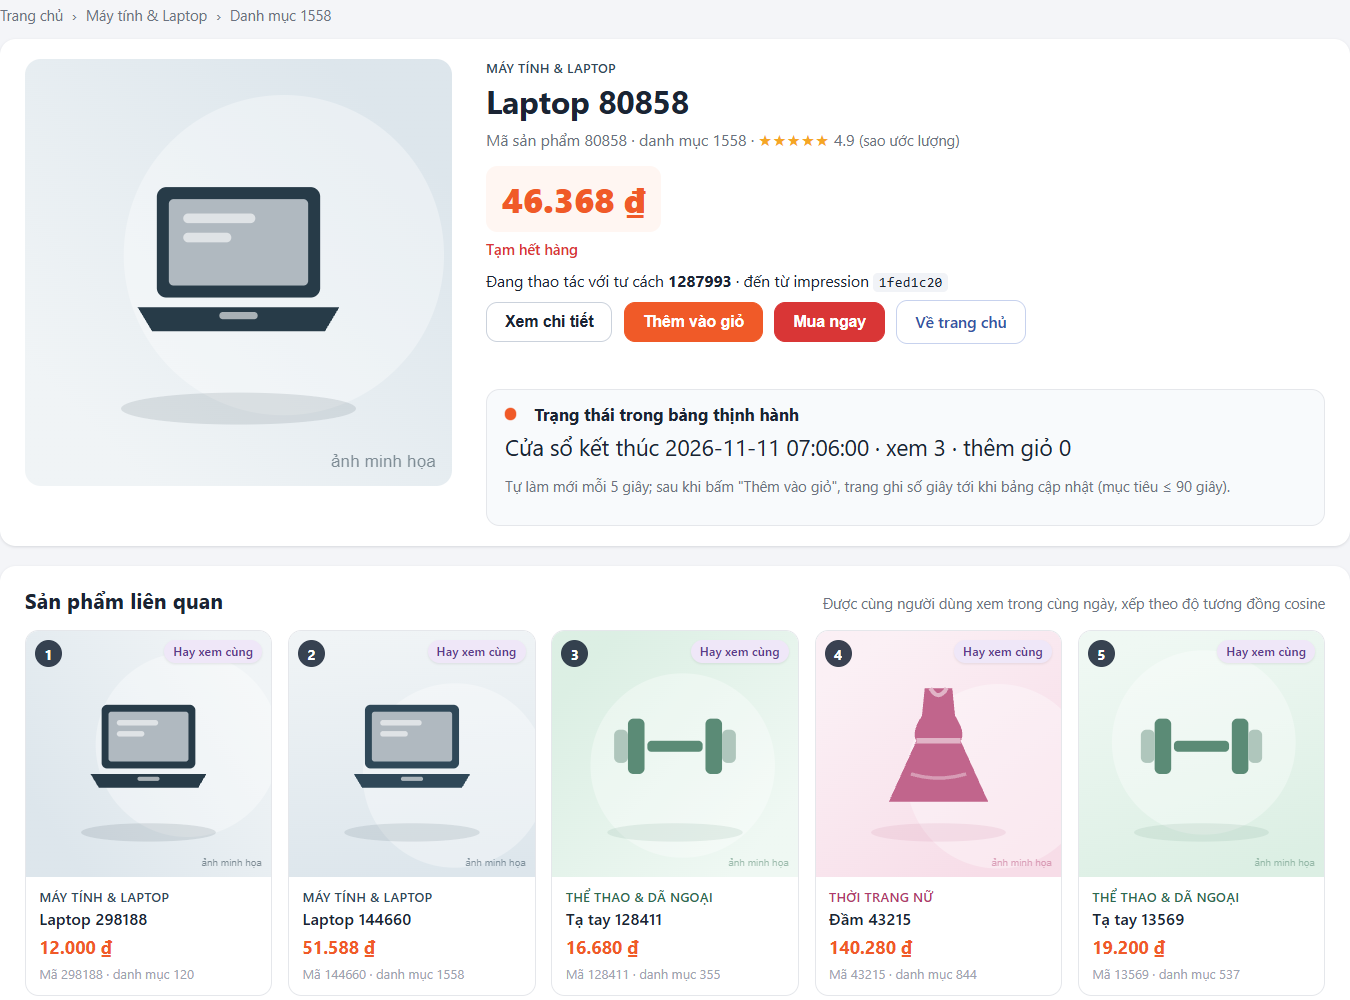 Trang chủ › Máy tính & Laptop › Danh mục 1558
MÁY TÍNH & LAPTOP
Laptop 80858
Mã sản phẩm 80858 · danh mục 1558 · ★★★★★ 4.9 (sao ước lượng)
46.368 ₫
Tạm hết hàng
Đang thao tác với tư cách 1287993 · đến từ impression 1fed1c20
Xem chi tiết Thêm vào giỏ Mua ngay Về trang chủ
ảnh minh họa
Trạng thái trong bảng thịnh hành
Cửa sổ kết thúc 2026-11-11 07:06:00 · xem 3 · thêm giỏ 0
Tự làm mới mỗi 5 giây; sau khi bấm "Thêm vào giỏ", trang ghi số giây tới khi bảng cập nhật (mục tiêu ≤ 90 giây).
Sản phẩm liên quan
Được cùng người dùng xem trong cùng ngày, xếp theo độ tương đồng cosine
1 Hay xem cùng
ảnh minh họa
MÁY TÍNH & LAPTOP
Laptop 298188
12.000 ₫
Mã 298188 · danh mục 120
2 Hay xem cùng
ảnh minh họa
MÁY TÍNH & LAPTOP
Laptop 144660
51.588 ₫
Mã 144660 · danh mục 1558
3 Hay xem cùng
ảnh minh họa
THỂ THAO & DÃ NGOẠI
Tạ tay 128411
16.680 ₫
Mã 128411 · danh mục 355
4 Hay xem cùng
ảnh minh họa
THỜI TRANG NỮ
Đầm 43215
140.280 ₫
Mã 43215 · danh mục 844
5 Hay xem cùng
ảnh minh họa
THỂ THAO & DÃ NGOẠI
Tạ tay 13569
19.200 ₫
Mã 13569 · danh mục 537